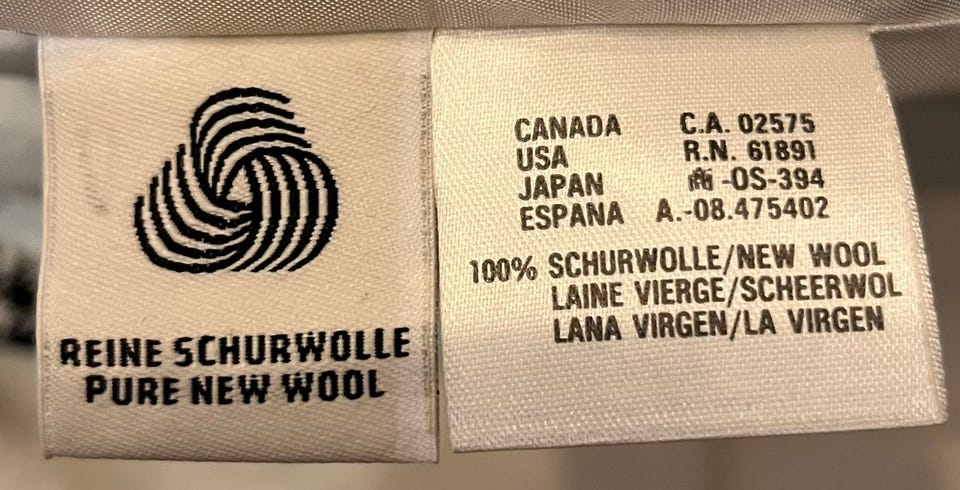 REINE SCHURWOLLE
PURE NEW WOOL
CANADA C.A. 02575
USA R.N. 61891
JAPAN -OS-394
ESPANA A.-08.475402
100% SCHURWOLLE/NEW WOOL
LAINE VIERGE/SCHEERWOL
LANA VIRGEN/LA VIRGEN